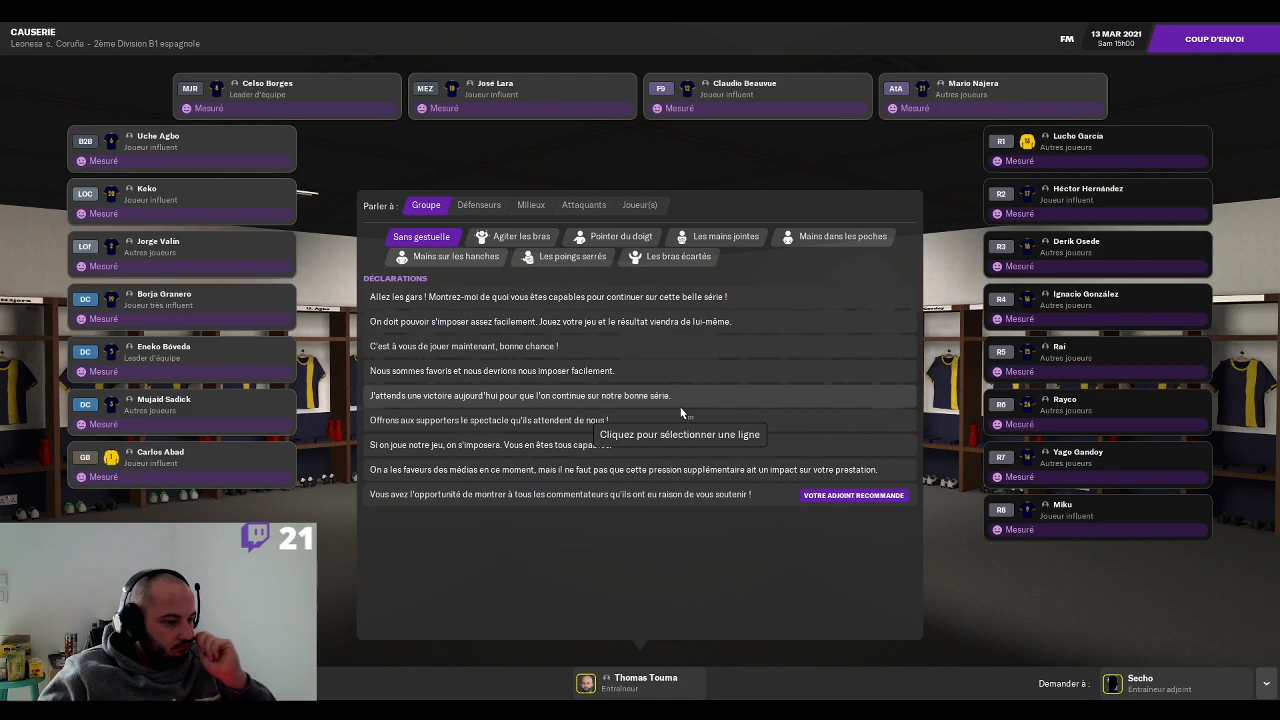 CAUSERIE
Leonesa c. Coruña - 2ème Division B1 espagnole
FM
13 MAR 2021
Sam 15h00
COUP D'ENVOI
MJR
8
Celso Borges
Leader d'équipe
Mesuré
MEZ
10
José Lara
Joueur influent
Mesuré
F9
12
Claudio Beauvue
Joueur influent
Mesuré
AtA
21
Mario Nájera
Autres joueurs
Mesuré
B2B
6
Uche Agbo
Joueur influent
Mesuré
LOC
20
Keko
Joueur influent
Mesuré
LOf
2
Jorge Valín
Autres joueurs
Mesuré
DC
19
Borja Granero
Joueur très influent
Mesuré
DC
5
Eneko Bóveda
Leader d'équipe
Mesuré
DC
3
Mujaid Sadick
Autres joueurs
Mesuré
GB
1
Carlos Abad
Joueur influent
Mesuré
Parler à :
Groupe
Défenseurs
Milieux
Attaquants
Joueur(s)
Sans gestuelle
Agiter les bras
Pointer du doigt
Les mains jointes
Mains dans les poches
Mains sur les hanches
Les poings serrés
Les bras écartés
DÉCLARATIONS
Allez les gars ! Montrez-moi de quoi vous êtes capables pour continuer sur cette belle série !
On doit pouvoir s'imposer assez facilement. Jouez votre jeu et le résultat viendra de lui-même.
C'est à vous de jouer maintenant, bonne chance !
Nous sommes favoris et nous devrions nous imposer facilement.
J'attends une victoire aujourd'hui pour que l'on continue sur notre bonne série.
Offrons aux supporters le spectacle qu'ils attendent de nous !
Cliquez pour sélectionner une ligne
Si on joue notre jeu, on s'imposera. Vous en êtes tous
On a les faveurs des médias en ce moment, mais il ne faut pas que cette pression supplémentaire ait un impact sur votre prestation.
Vous avez l'opportunité de montrer à tous les commentateurs qu'ils ont eu raison de vous soutenir !
VOTRE ADJOINT RECOMMANDE
R1
Lucho García
Autres joueurs
Mesuré
R2
17
Héctor Hernández
Joueur influent
Mesuré
R3
Derik Osede
Autres joueurs
Mesuré
R4
Ignacio González
Autres joueurs
Mesuré
R5
Raí
Autres joueurs
Mesuré
R6
Rayco
Autres joueurs
Mesuré
R7
Yago Gandoy
Autres joueurs
Mesuré
R8
9
Miku
Joueur influent
Mesuré
21
Thomas Touma
Entraîneur
Demander à :
Secho
Entraîneur adjoint